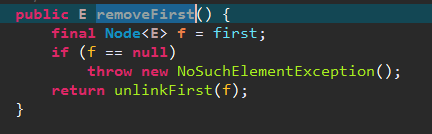 public E removeFirst() {
    final Node<E> f = first;
    if (f == null)
        throw new NoSuchElementException();
    return unlinkFirst(f);
}